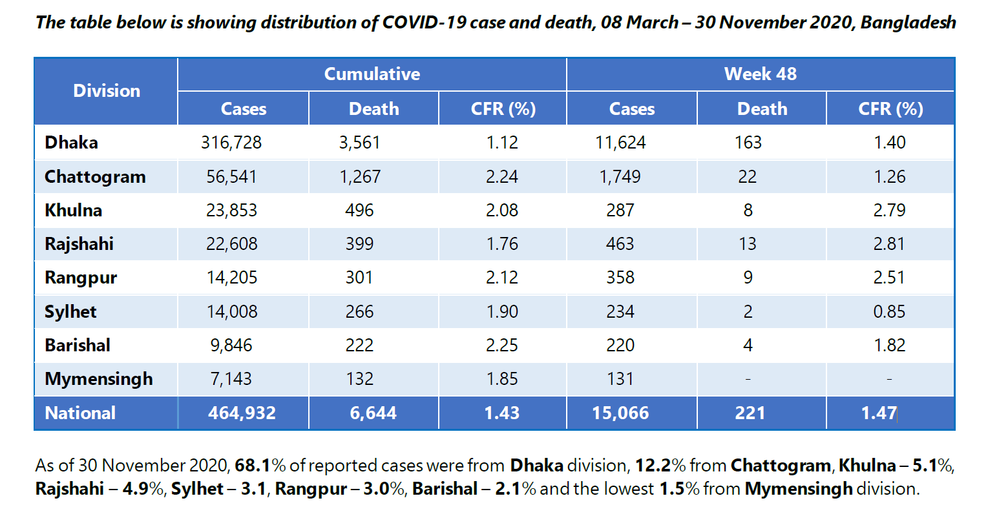 The table below is showing distribution of COVID-19 case and death, 08 March – 30 November 2020, Bangladesh
Division Cumulative Week 48
Cases Death CFR (%) Cases Death CFR (%)
Dhaka 316,728 3,561 1.12 11,624 163 1.40
Chattogram 56,541 1,267 2.24 1,749 22 1.26
Khulna 23,853 496 2.08 287 8 2.79
Rajshahi 22,608 399 1.76 463 13 2.81
Rangpur 14,205 301 2.12 358 9 2.51
Sylhet 14,008 266 1.90 234 2 0.85
Barishal 9,846 222 2.25 220 4 1.82
Mymensingh 7,143 132 1.85 131 - -
National 464,932 6,644 1.43 15,066 221 1.47
As of 30 November 2020, 68.1% of reported cases were from Dhaka division, 12.2% from Chattogram, Khulna – 5.1%,
Rajshahi – 4.9%, Sylhet – 3.1, Rangpur – 3.0%, Barishal – 2.1% and the lowest 1.5% from Mymensingh division.